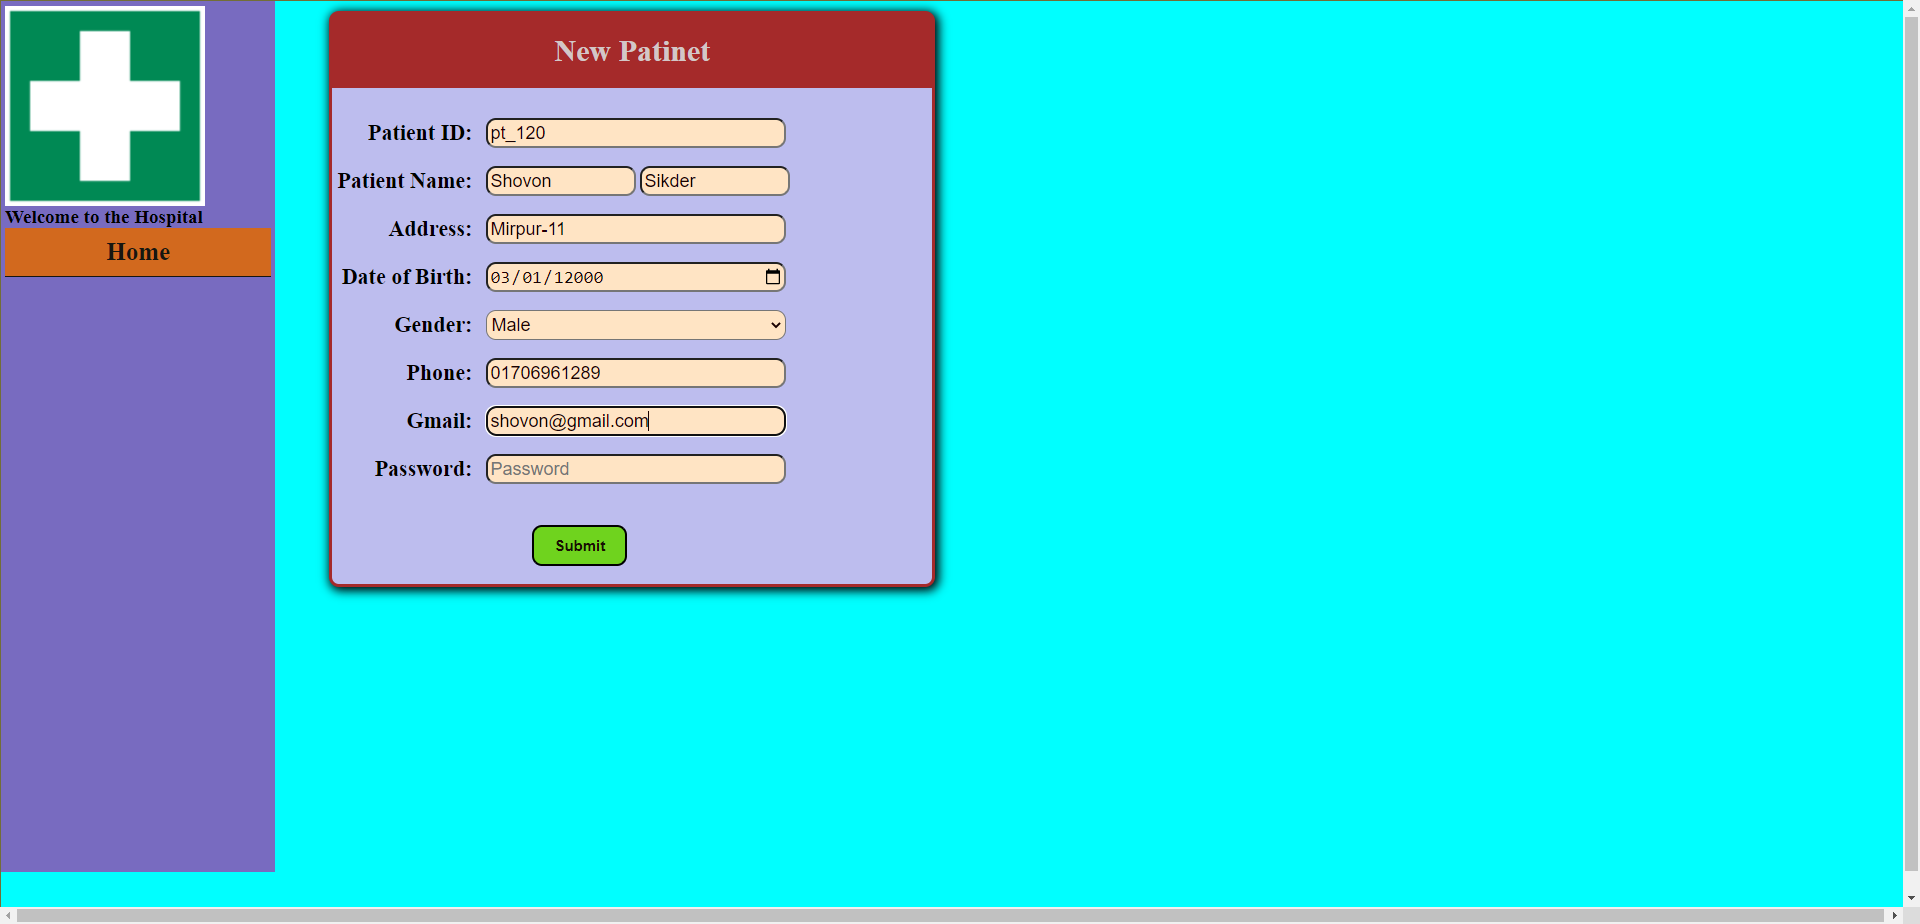 Welcome to the Hospital
Home
New Patinet
Patient ID: pt_120
Patient Name: Shovon Sikder
Address: Mirpur-11
Date of Birth: 03/01/12000
Gender: Male
Phone: 01706961289
Gmail: shovon@gmail.com
Password: Password
Submit